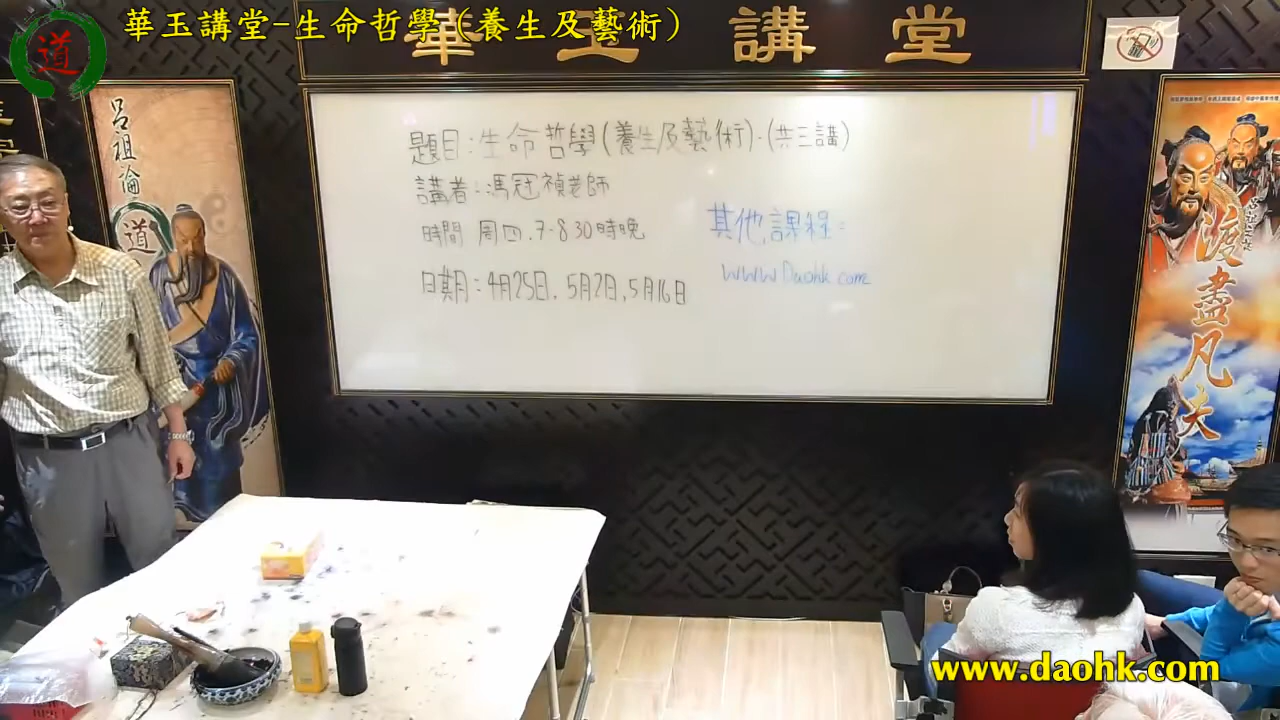 華玉講堂-生命哲學(養生及藝術)
道
華玉講堂
題目:生命哲學(養生及藝術)-(共三講)
講者:馮冠禎老師
時間 周四.7-8 30時晚
日期:4月25日, 5月2日,5月16日
其他課程:
www Daohk com
呂祖論
道
渡盡凡夫
www.daohk.com